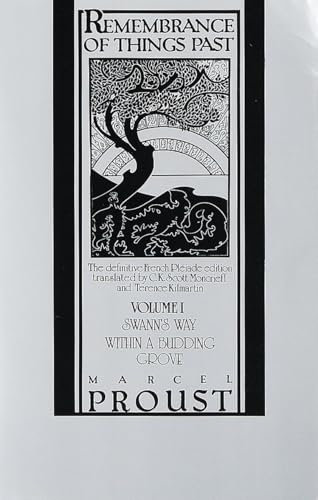 REMEMBRANCE
OF THINGS PAST
The definitive French Pléiade edition
translated by C.K. Scott Moncrieff
and Terence Kilmartin
VOLUME I
SWANN'S WAY
WITHIN A BUDDING
GROVE
MARCEL
PROUST